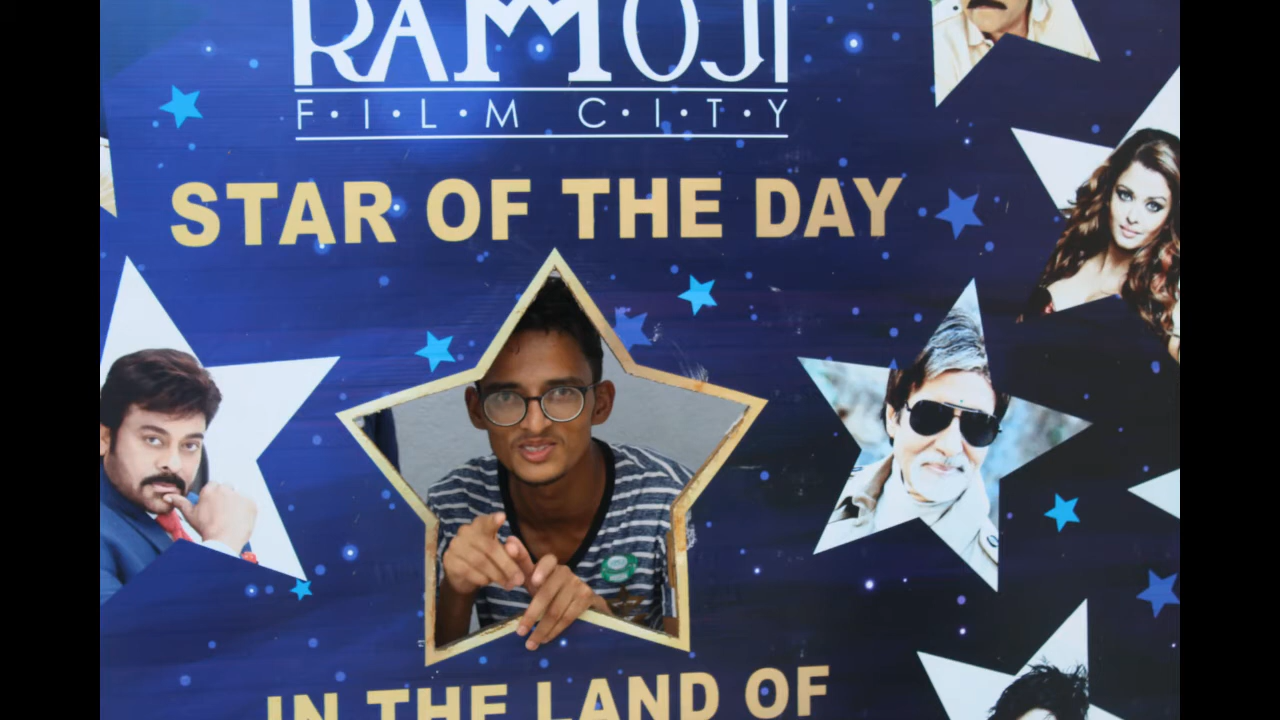 RAMOJI
F·I·L·M C·I·T·Y
STAR OF THE DAY
IN THE LAND OF